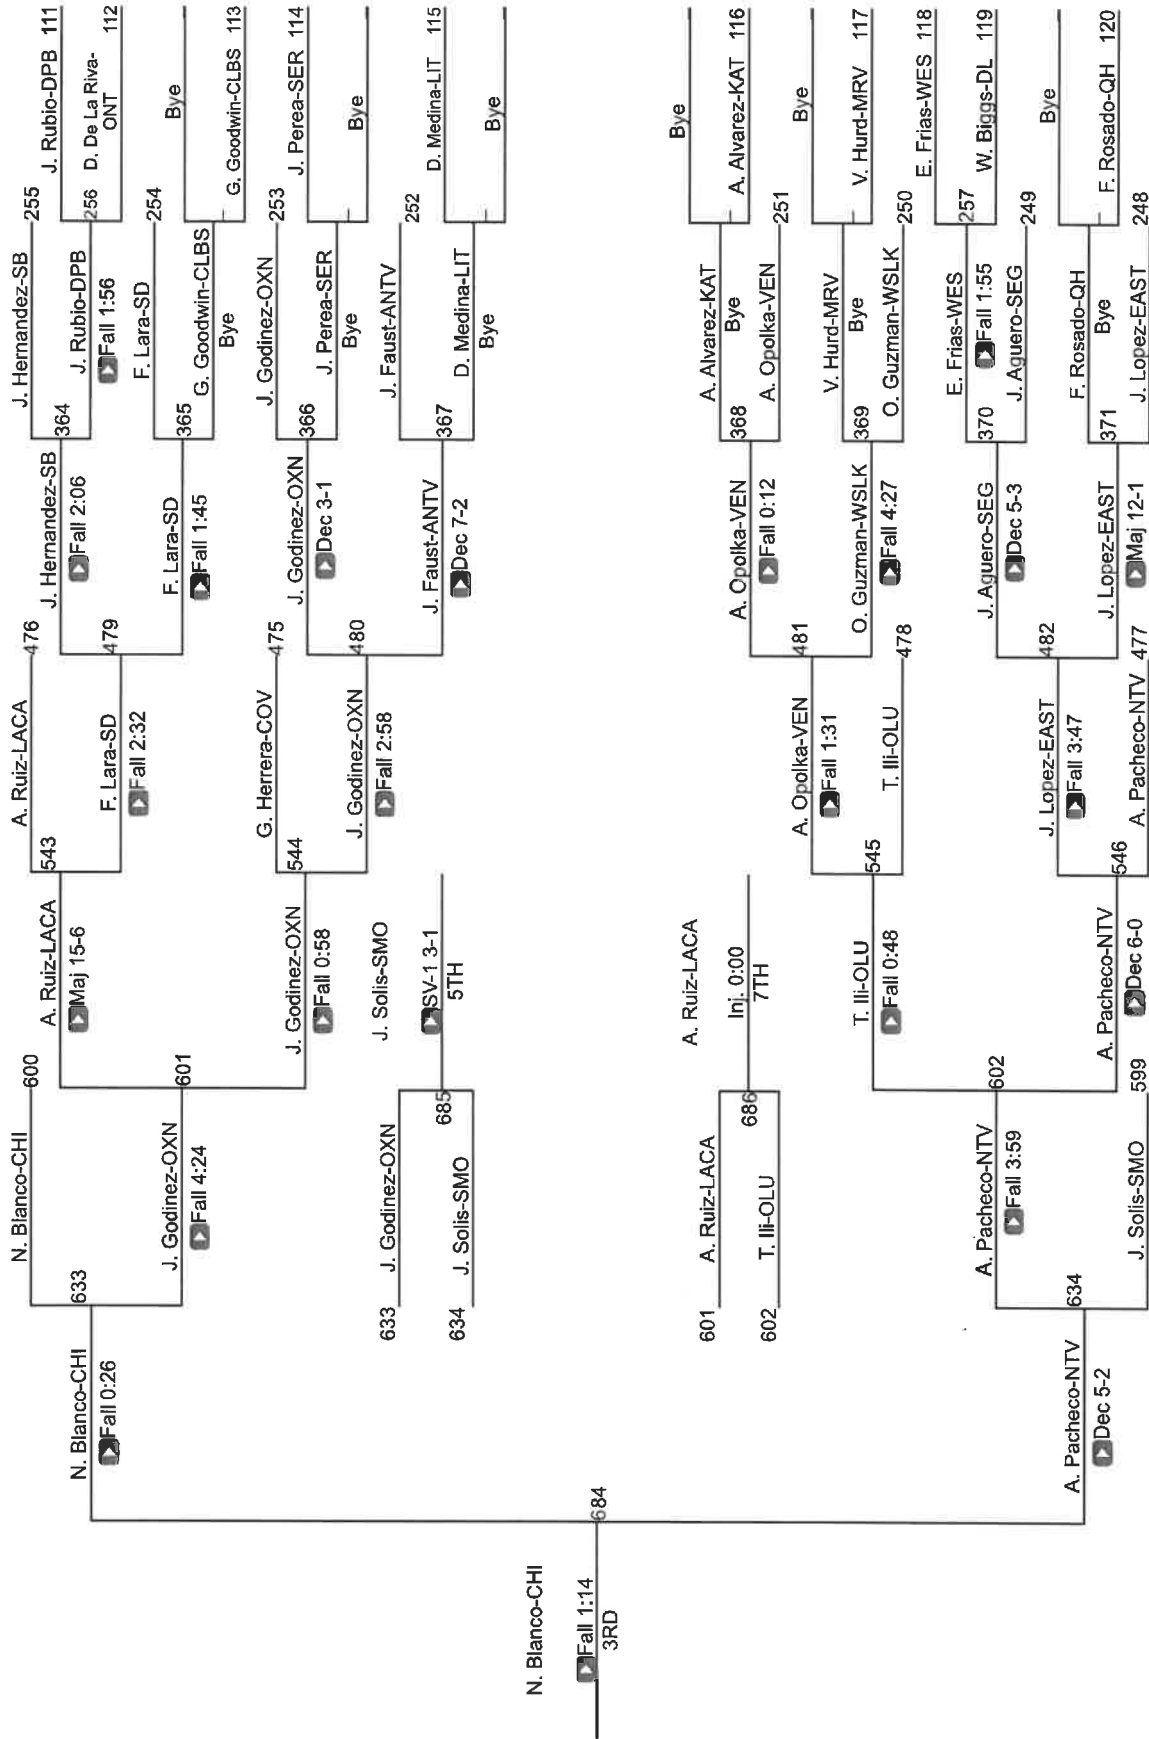 N. Blanco-CHI
Fall 1:14
3RD
N. Blanco-CHI
Fall 0:26
684
A. Pacheco-NTV
Dec 5-2
N. Blanco-CHI 600
633
J. Godinez-OXN
Fall 4:24
633 J. Godinez-OXN
685
634 J. Solis-SMO
601 A. Ruiz-LACA
686
602 T. Ili-OLU
A. Pacheco-NTV
Fall 3:59
634
J. Solis-SMO 599
A. Ruiz-LACA
Maj 15-6
601
J. Godinez-OXN
Fall 0:58
J. Solis-SMO
SV-1 3-1
5TH
A. Ruiz-LACA
Inj. 0:00
7TH
T. Ili-OLU
Fall 0:48
602
A. Pacheco-NTV
Dec 6-0
A. Ruiz-LACA 476
543
F. Lara-SD 479
Fall 2:32
G. Herrera-COV 475
544
J. Godinez-OXN 480
Fall 2:58
A. Opolka-VEN 481
Fall 1:31
545
T. Ili-OLU 478
J. Lopez-EAST 482
Fall 3:47
546
A. Pacheco-NTV 477
J. Hernandez-SB
Fall 2:06
F. Lara-SD
Fall 1:45
J. Godinez-OXN
Dec 3-1
J. Faust-ANTV
Dec 7-2
A. Opolka-VEN
Fall 0:12
O. Guzman-WSLK
Fall 4:27
J. Aguero-SEG
Dec 5-3
J. Lopez-EAST
Maj 12-1
J. Hernandez-SB 255
364
J. Rubio-DPB 256
Fall 1:56
F. Lara-SD 254
365
G. Goodwin-CLBS
Bye
J. Godinez-OXN 253
366
J. Perea-SER
Bye
J. Faust-ANTV 252
367
D. Medina-LIT
Bye
A. Alvarez-KAT
Bye
368
A. Opolka-VEN 251
V. Hurd-MRV
Bye
369
O. Guzman-WSLK 250
E. Frias-WES 257
Fall 1:55
370
J. Aguero-SEG 249
F. Rosado-QH
Bye
371
J. Lopez-EAST 248
J. Rubio-DPB 111
D. De La Riva-
ONT 112
Bye
G. Goodwin-CLBS 113
J. Perea-SER 114
Bye
Bye
D. Medina-LIT 115
Bye
Bye
A. Alvarez-KAT 116
Bye
V. Hurd-MRV 117
E. Frias-WES 118
W. Biggs-DL 119
Bye
F. Rosado-QH 120